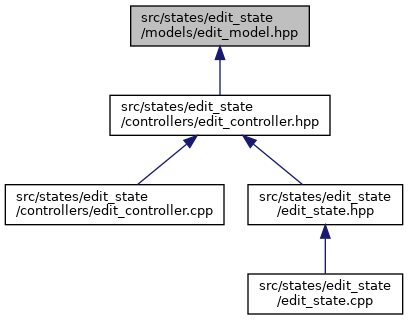 src/states/edit_state
/models/edit_model.hpp
src/states/edit_state
/controllers/edit_controller.hpp
src/states/edit_state
/controllers/edit_controller.cpp
src/states/edit_state
/edit_state.hpp
src/states/edit_state
/edit_state.cpp